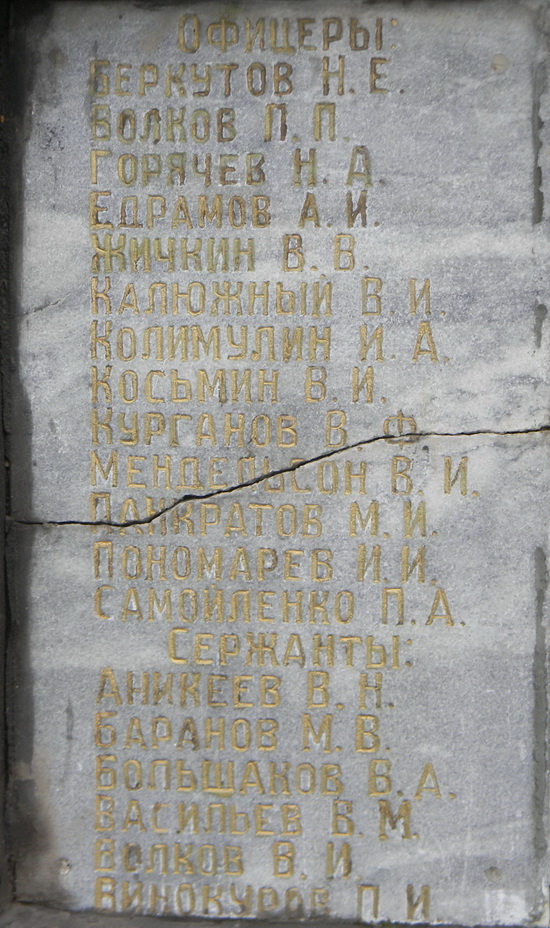 Офицеры:
Беркутов Н. Е.
Волков П. П.
Горячев Н. А.
Едрамов А. И.
Жичкин В. В.
Калюжный В. И.
Колимулин И. А.
Косьмин В. И.
Курганов В. Ф.
Мендельсон В. И.
Панкратов М. И.
Пономарев И. И.
Самойленко П. А.
Сержанты:
Аникеев В. Н.
Баранов М. В.
Большаков В. А.
Васильев В. М.
Волков В. И.
Винокуров П. И.